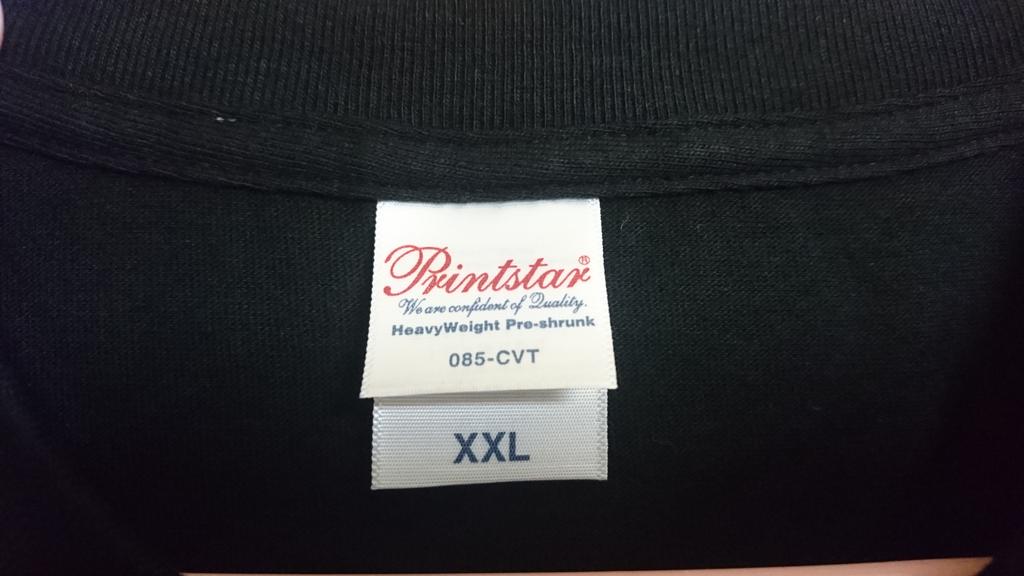 Printstar®
We are confident of Quality.
HeavyWeight Pre-shrunk
085-CVT
XXL